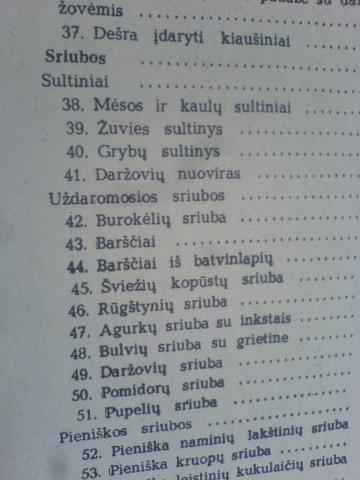 žovėmis
37. Dešra įdaryti kiaušiniai
Sriubos
Sultiniai
38. Mėsos ir kaulų sultiniai
39. Žuvies sultinys
40. Grybų sultinys
41. Daržovių nuoviras
Uždaromosios sriubos
42. Burokėlių sriuba
43. Barščiai
44. Barščiai iš batvinlapių
45. Šviežių kopūstų sriuba
46. Rūgštynių sriuba
47. Agurkų sriuba su inkstais
48. Bulvių sriuba su grietine
49. Daržovių sriuba
50. Pomidorų sriuba
51. Pupelių sriuba
Pieniškos sriubos
52. Pieniška naminių lakštinių sriuba
53. Pieniška kruopų sriuba
leistinių kukulaičių sriuba